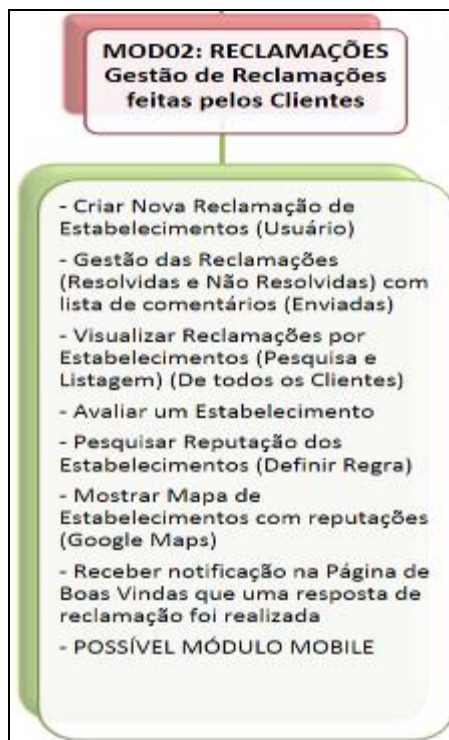 MOD02: RECLAMAÇÕES
Gestão de Reclamações
feitas pelos Clientes
- Criar Nova Reclamação de
Estabelecimentos (Usuário)
- Gestão das Reclamações
(Resolvidas e Não Resolvidas) com
lista de comentários (Enviadas)
- Visualizar Reclamações por
Estabelecimentos (Pesquisa e
Listagem) (De todos os Clientes)
- Avaliar um Estabelecimento
- Pesquisar Reputação dos
Estabelecimentos (Definir Regra)
- Mostrar Mapa de
Estabelecimentos com reputações
(Google Maps)
- Receber notificação na Página de
Boas Vindas que uma resposta de
reclamação foi realizada
- POSSÍVEL MÓDULO MOBILE